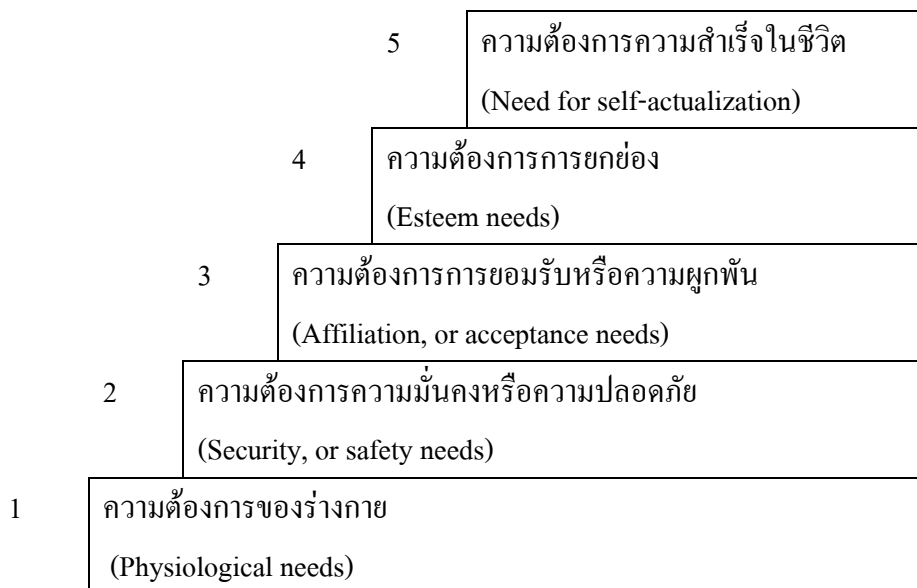 5 ความต้องการความสำเร็จในชีวิต
(Need for self-actualization)
4 ความต้องการการยกย่อง
(Esteem needs)
3 ความต้องการการยอมรับหรือความผูกพัน
(Affiliation, or acceptance needs)
2 ความต้องการความมั่นคงหรือความปลอดภัย
(Security, or safety needs)
1 ความต้องการของร่างกาย
(Physiological needs)